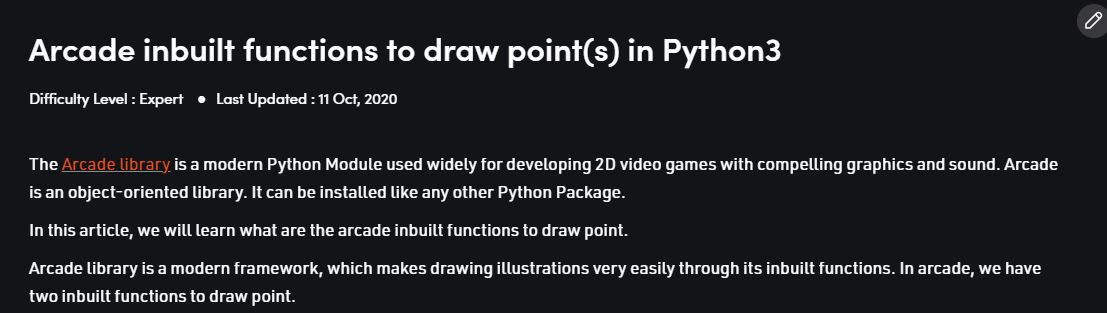 Arcade inbuilt functions to draw point(s) in Python3
Difficulty Level : Expert ● Last Updated : 11 Oct, 2020
The Arcade library is a modern Python Module used widely for developing 2D video games with compelling graphics and sound. Arcade
is an object-oriented library. It can be installed like any other Python Package.
In this article, we will learn what are the arcade inbuilt functions to draw point.
Arcade library is a modern framework, which makes drawing illustrations very easily through its inbuilt functions. In arcade, we have
two inbuilt functions to draw point.